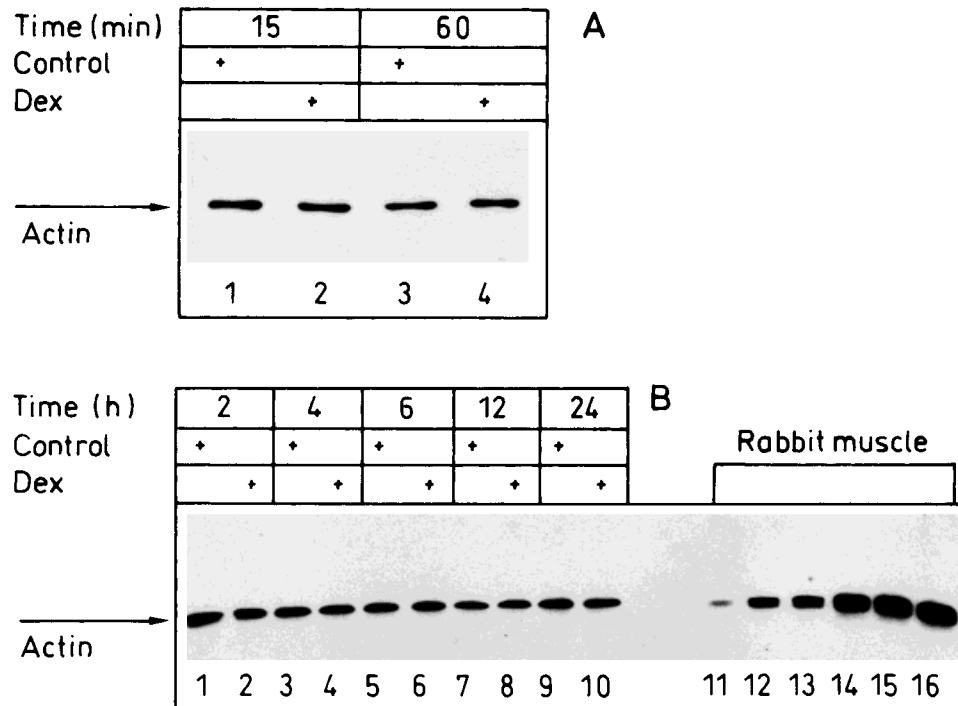 Time (min) 15 60 A
Control + +
Dex + +
Actin
1 2 3 4
Time (h) 2 4 6 12 24 B
Control + + + + + Rabbit muscle
Dex + + + + +
Actin
1 2 3 4 5 6 7 8 9 10 11 12 13 14 15 16